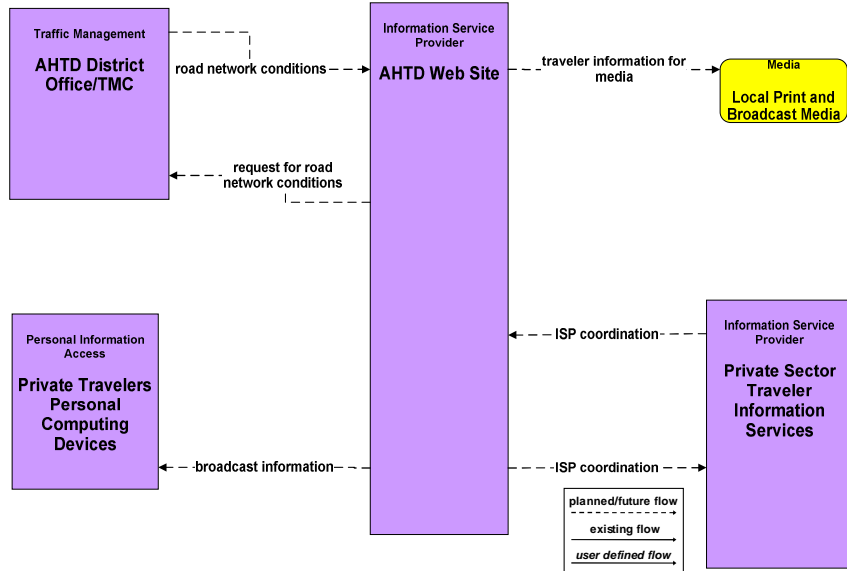 Traffic Management
AHTD District
Office/TMC
road network conditions
Information Service
Provider
AHTD Web Site
traveler information for
media
Media
Local Print and
Broadcast Media
request for road
network conditions
ISP coordination
Information Service
Provider
Private Sector
Traveler
Information
Services
Personal Information
Access
Private Travelers
Personal
Computing
Devices
broadcast information
ISP coordination
planned/future flow
existing flow
user defined flow